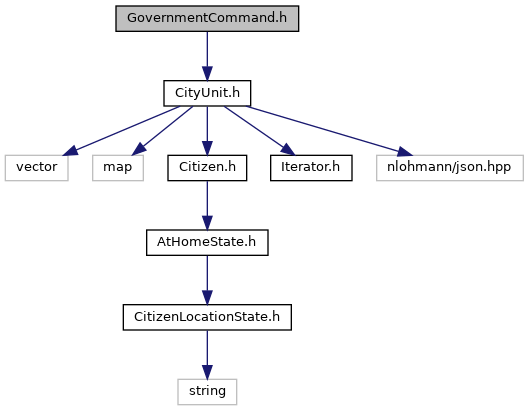 GovernmentCommand.h
CityUnit.h
vector
map
Citizen.h
Iterator.h
nlohmann/json.hpp
AtHomeState.h
CitizenLocationState.h
string